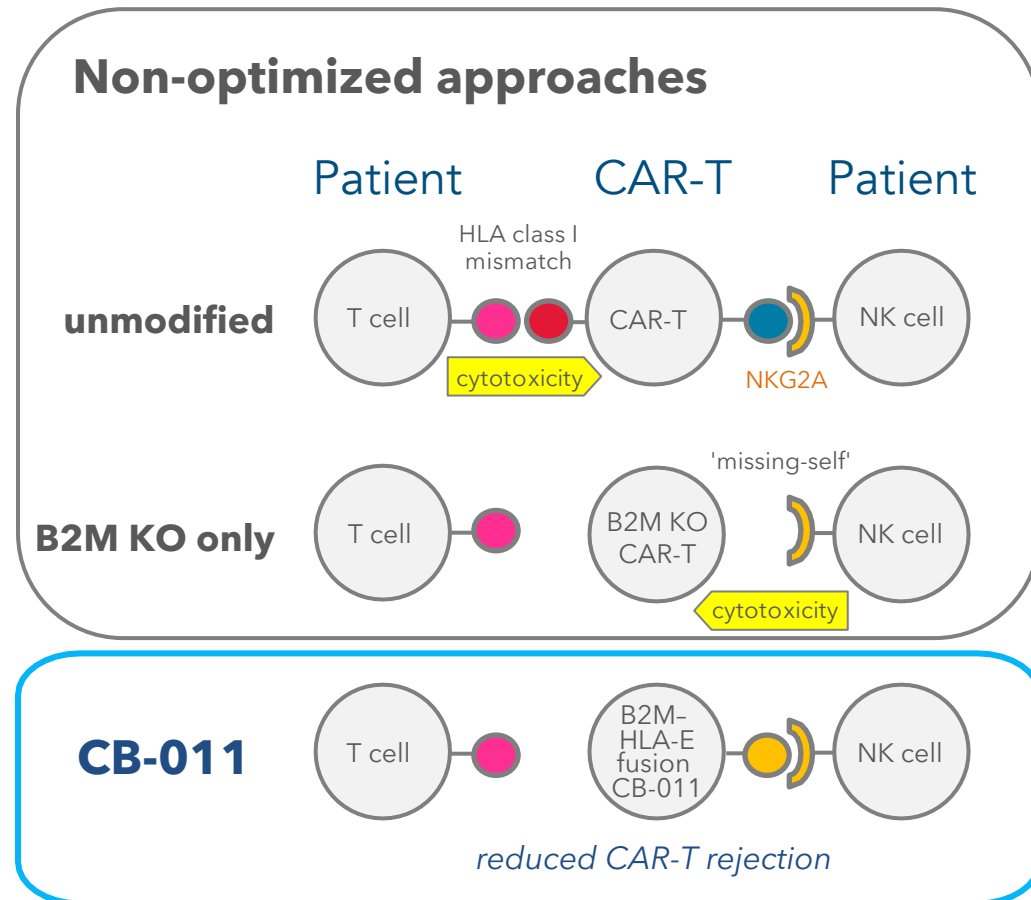 Non-optimized approaches
Patient
CAR-T
Patient
HLA class I
mismatch
unmodified
T cell
CAR-T
NK cell
cytotoxicity
NKG2A
'missing-self'
B2M KO only
T cell
B2M KO
CAR-T
NK cell
cytotoxicity
CB-011
T cell
B2M–
HLA-E
fusion
CB-011
NK cell
reduced CAR-T rejection